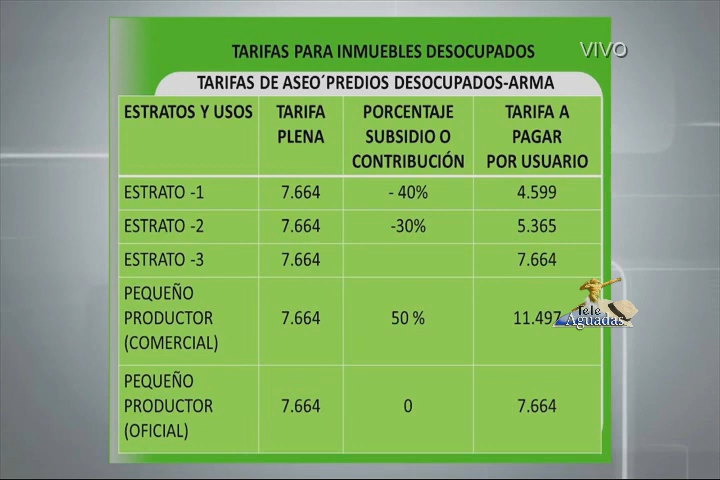 TARIFAS PARA INMUEBLES DESOCUPADOS
VIVO
TARIFAS DE ASEO´PREDIOS DESOCUPADOS-ARMA
ESTRATOS Y USOS TARIFA PLENA PORCENTAJE SUBSIDIO O CONTRIBUCIÓN TARIFA A PAGAR POR USUARIO
ESTRATO -1 7.664 - 40% 4.599
ESTRATO -2 7.664 -30% 5.365
ESTRATO -3 7.664 7.664
PEQUEÑO PRODUCTOR (COMERCIAL) 7.664 50 % 11.497
Tele
Aguadas
PEQUEÑO PRODUCTOR (OFICIAL) 7.664 0 7.664